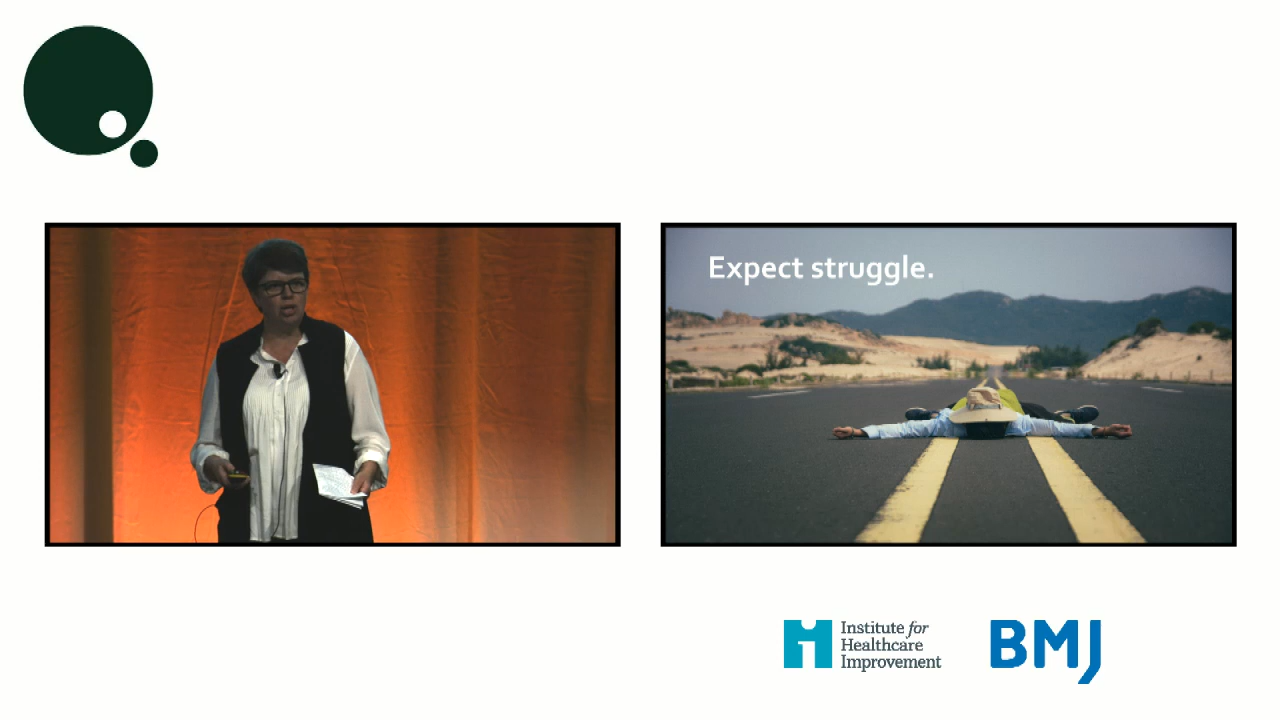 Expect struggle.
Institute for
Healthcare
Improvement
BMJ